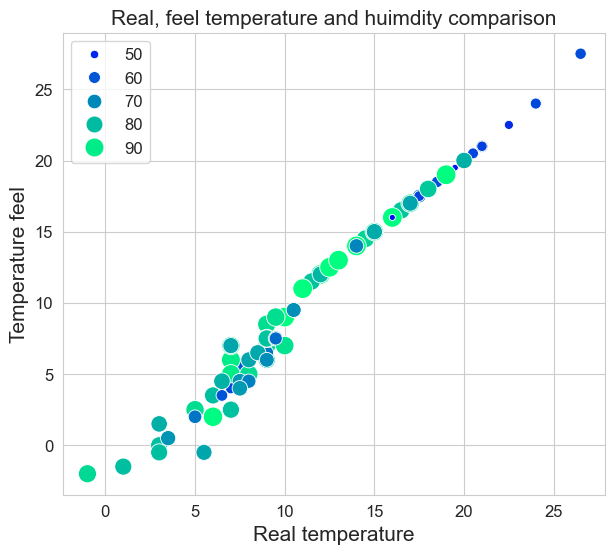 Real, feel temperature and huimdity comparison
50
60
70
80
90
25
20
15
10
5
0
Temperature feel
0 5 10 15 20 25
Real temperature